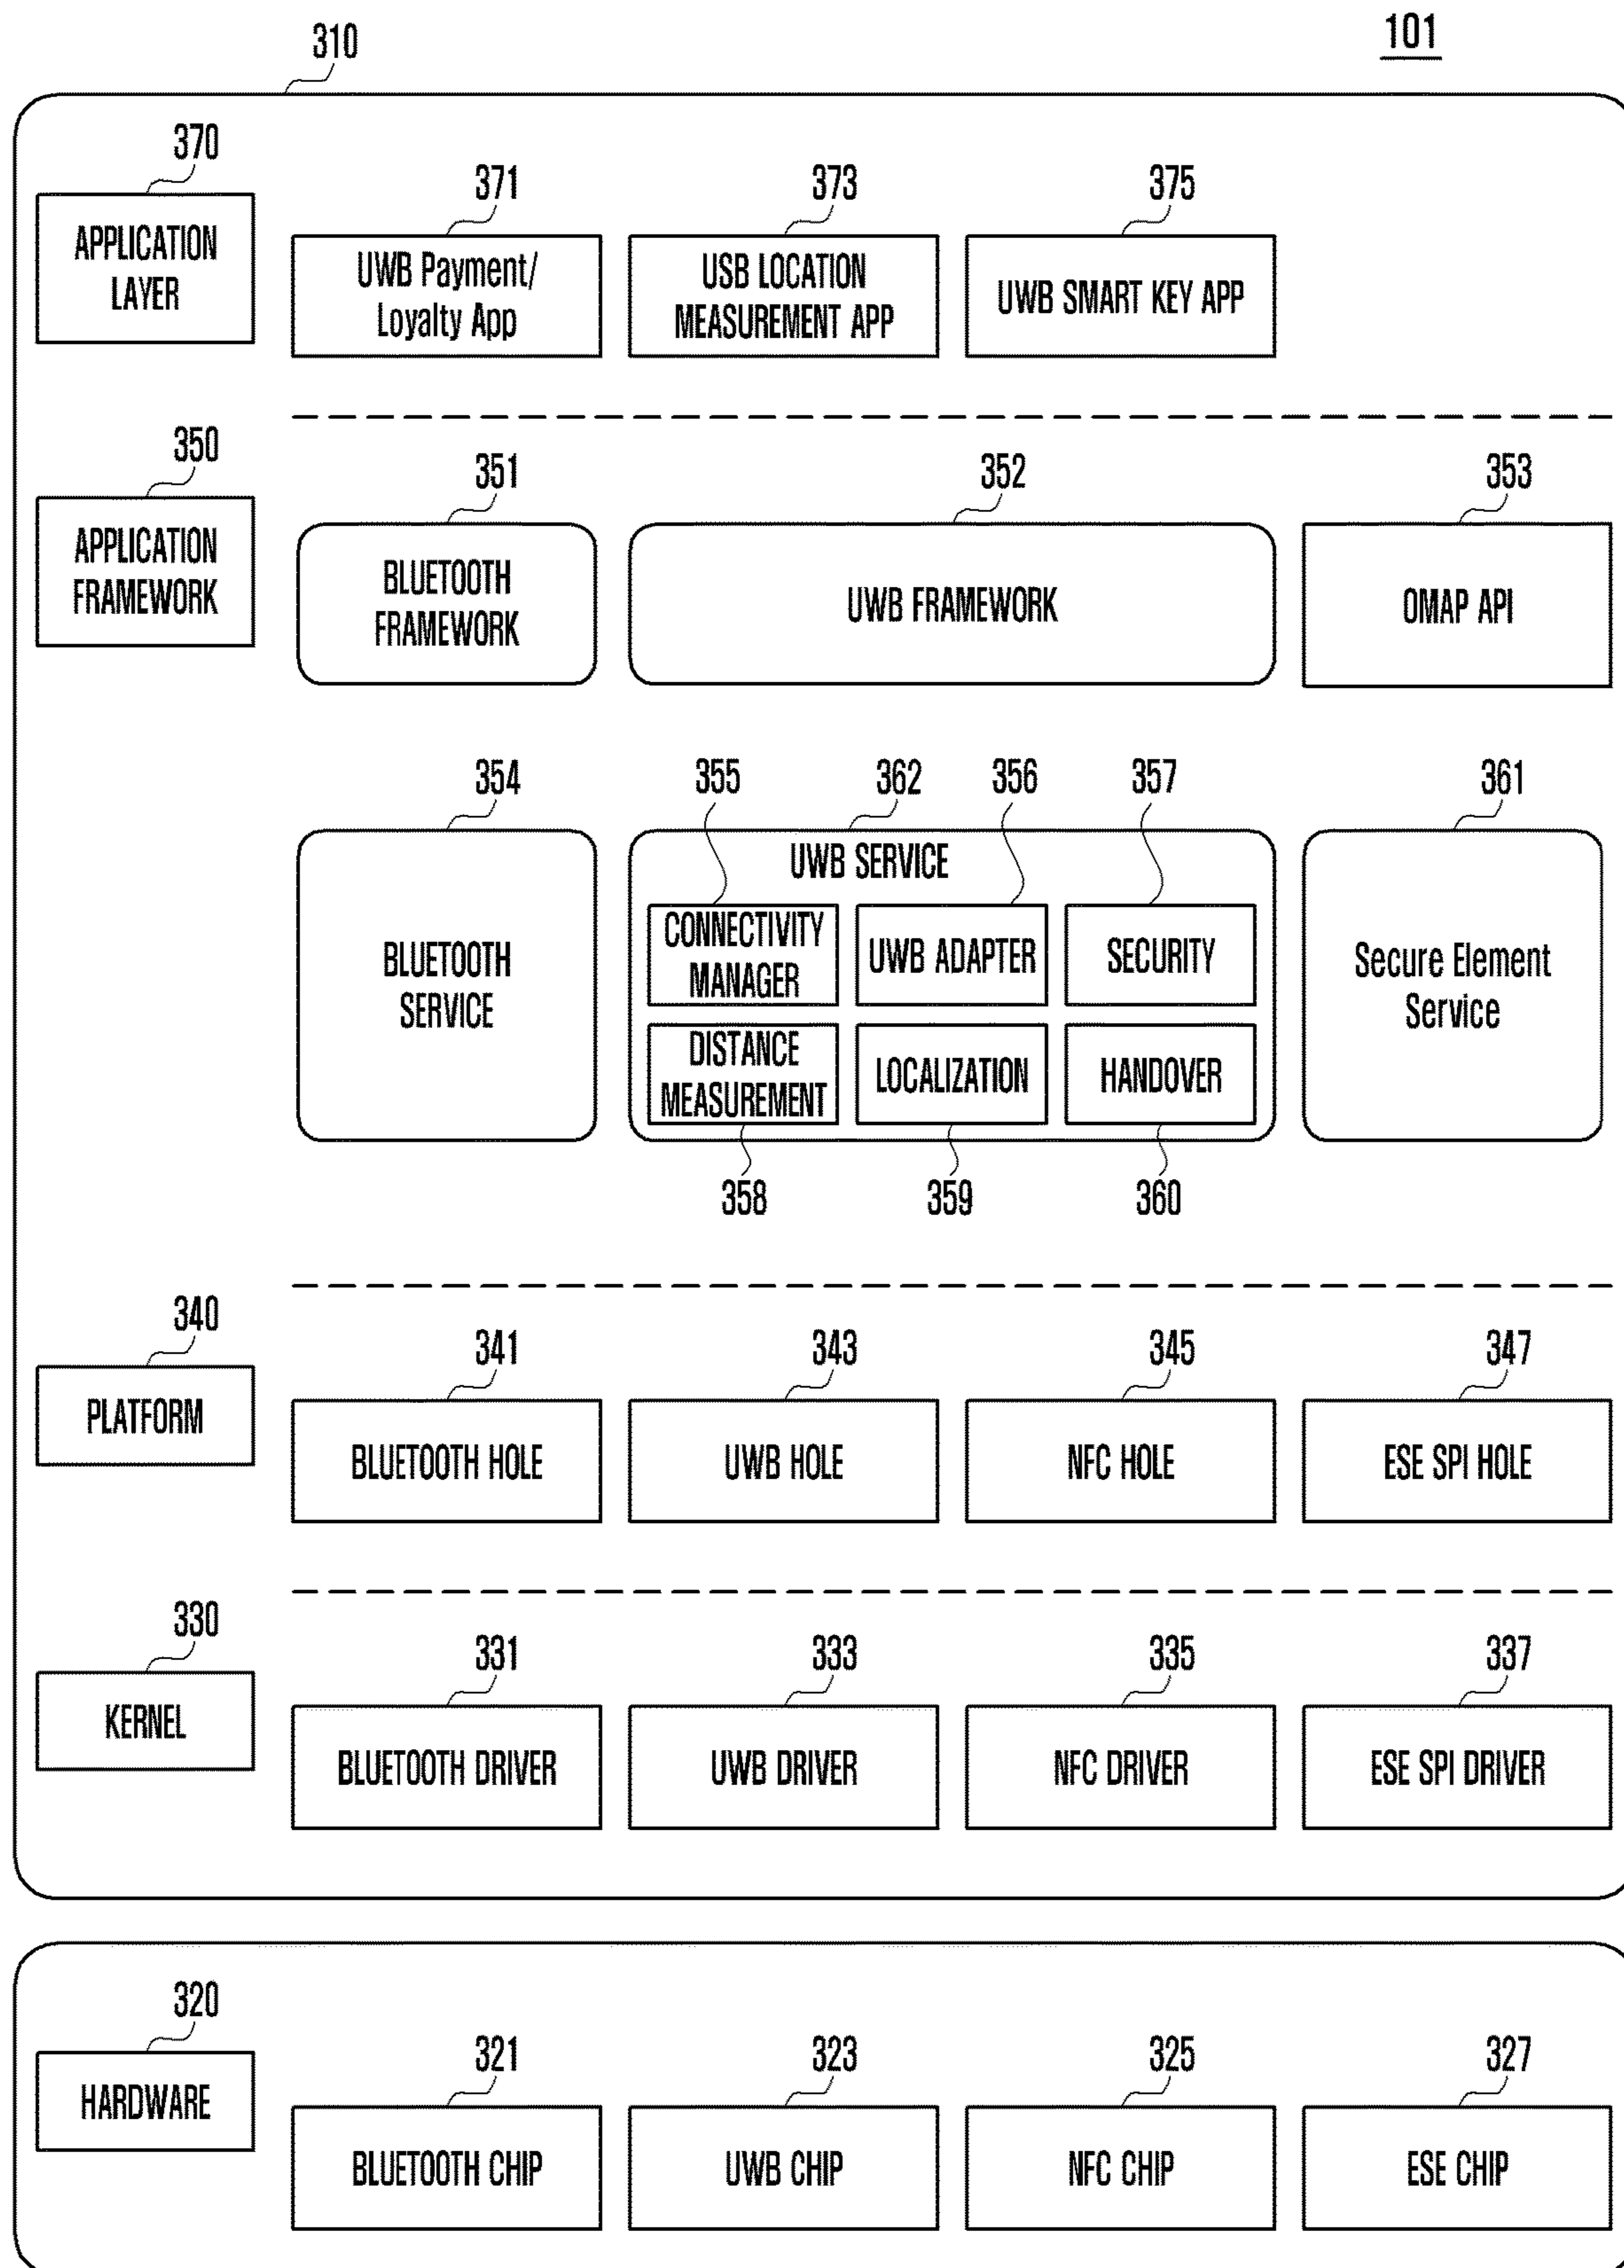 101
310
370
APPLICATION
LAYER
371
UWB Payment/
Loyalty App
373
USB LOCATION
MEASUREMENT APP
375
UWB SMART KEY APP
350
APPLICATION
FRAMEWORK
351
BLUETOOTH
FRAMEWORK
352
UWB FRAMEWORK
353
OMAP API
354
BLUETOOTH
SERVICE
355
362
356
357
UWB SERVICE
CONNECTIVITY
MANAGER
UWB ADAPTER
SECURITY
DISTANCE
MEASUREMENT
LOCALIZATION
HANDOVER
358
359
360
361
Secure Element
Service
340
PLATFORM
341
BLUETOOTH HOLE
343
UWB HOLE
345
NFC HOLE
347
ESE SPI HOLE
330
KERNEL
331
BLUETOOTH DRIVER
333
UWB DRIVER
335
NFC DRIVER
337
ESE SPI DRIVER
320
HARDWARE
321
BLUETOOTH CHIP
323
UWB CHIP
325
NFC CHIP
327
ESE CHIP